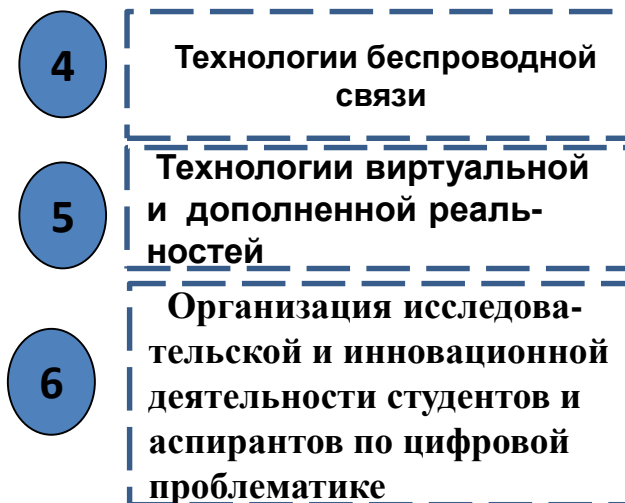 4
Технологии беспроводной
связи
5
Технологии виртуальной
и дополненной реаль-
ностей
6
Организация исследова-
тельской и инновационной
деятельности студентов и
аспирантов по цифровой
проблематике